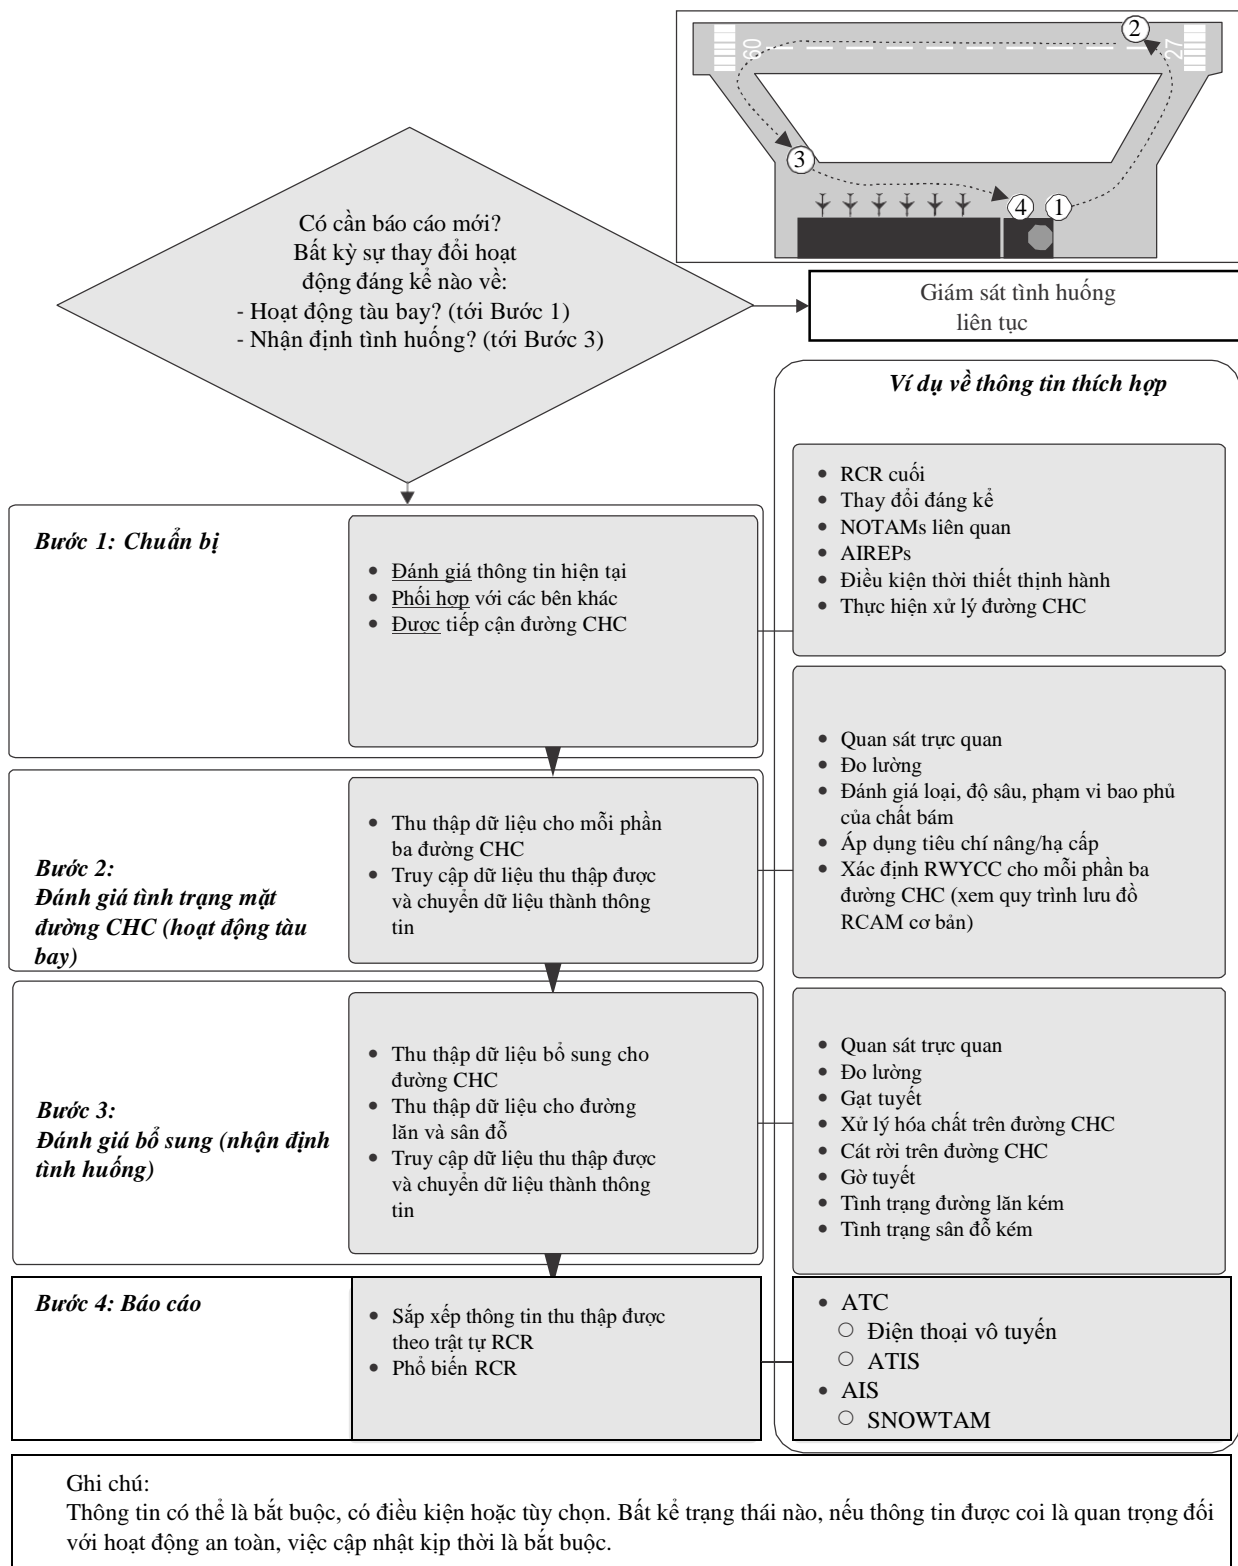 2
09
27
3
4
1
Có cần báo cáo mới?
Bất kỳ sự thay đổi hoạt
động đáng kể nào về:
- Hoạt động tàu bay? (tới Bước 1)
- Nhận định tình huống? (tới Bước 3)
Giám sát tình huống
liên tục
Ví dụ về thông tin thích hợp
Bước 1: Chuẩn bị
• Đánh giá thông tin hiện tại
• Phối hợp với các bên khác
• Được tiếp cận đường CHC
• RCR cuối
• Thay đổi đáng kể
• NOTAMs liên quan
• AIREPs
• Điều kiện thời thiết thịnh hành
• Thực hiện xử lý đường CHC
Bước 2:
Đánh giá tình trạng mặt
đường CHC (hoạt động tàu
bay)
• Thu thập dữ liệu cho mỗi phần
ba đường CHC
• Truy cập dữ liệu thu thập được
và chuyển dữ liệu thành thông
tin
• Quan sát trực quan
• Đo lường
• Đánh giá loại, độ sâu, phạm vi bao phủ
của chất bám
• Áp dụng tiêu chí nâng/hạ cấp
• Xác định RWYCC cho mỗi phần ba
đường CHC (xem quy trình lưu đồ
RCAM cơ bản)
Bước 3:
Đánh giá bổ sung (nhận định
tình huống)
• Thu thập dữ liệu bổ sung cho
đường CHC
• Thu thập dữ liệu cho đường
lăn và sân đỗ
• Truy cập dữ liệu thu thập được
và chuyển dữ liệu thành thông
tin
• Quan sát trực quan
• Đo lường
• Gạt tuyết
• Xử lý hóa chất trên đường CHC
• Cát rời trên đường CHC
• Gờ tuyết
• Tình trạng đường lăn kém
• Tình trạng sân đỗ kém
Bước 4: Báo cáo
• Sắp xếp thông tin thu thập được
theo trật tự RCR
• Phổ biến RCR
• ATC
○ Điện thoại vô tuyến
○ ATIS
• AIS
○ SNOWTAM
Ghi chú:
Thông tin có thể là bắt buộc, có điều kiện hoặc tùy chọn. Bất kể trạng thái nào, nếu thông tin được coi là quan trọng đối
với hoạt động an toàn, việc cập nhật kịp thời là bắt buộc.